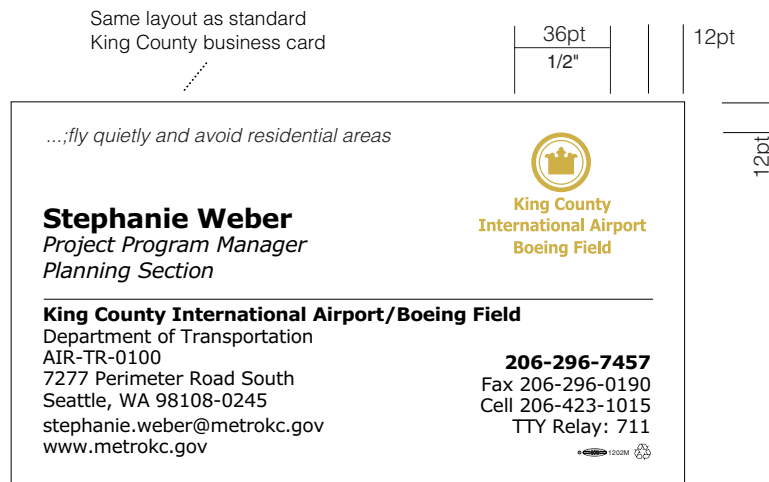 Same layout as standard
King County business card
36pt
1/2"
12pt
12pt
...;fly quietly and avoid residential areas
King County
International Airport
Boeing Field
Stephanie Weber
Project Program Manager
Planning Section
King County International Airport/Boeing Field
Department of Transportation
AIR-TR-0100
7277 Perimeter Road South
Seattle, WA 98108-0245
stephanie.weber@metrokc.gov
www.metrokc.gov
206-296-7457
Fax 206-296-0190
Cell 206-423-1015
TTY Relay: 711
1202M